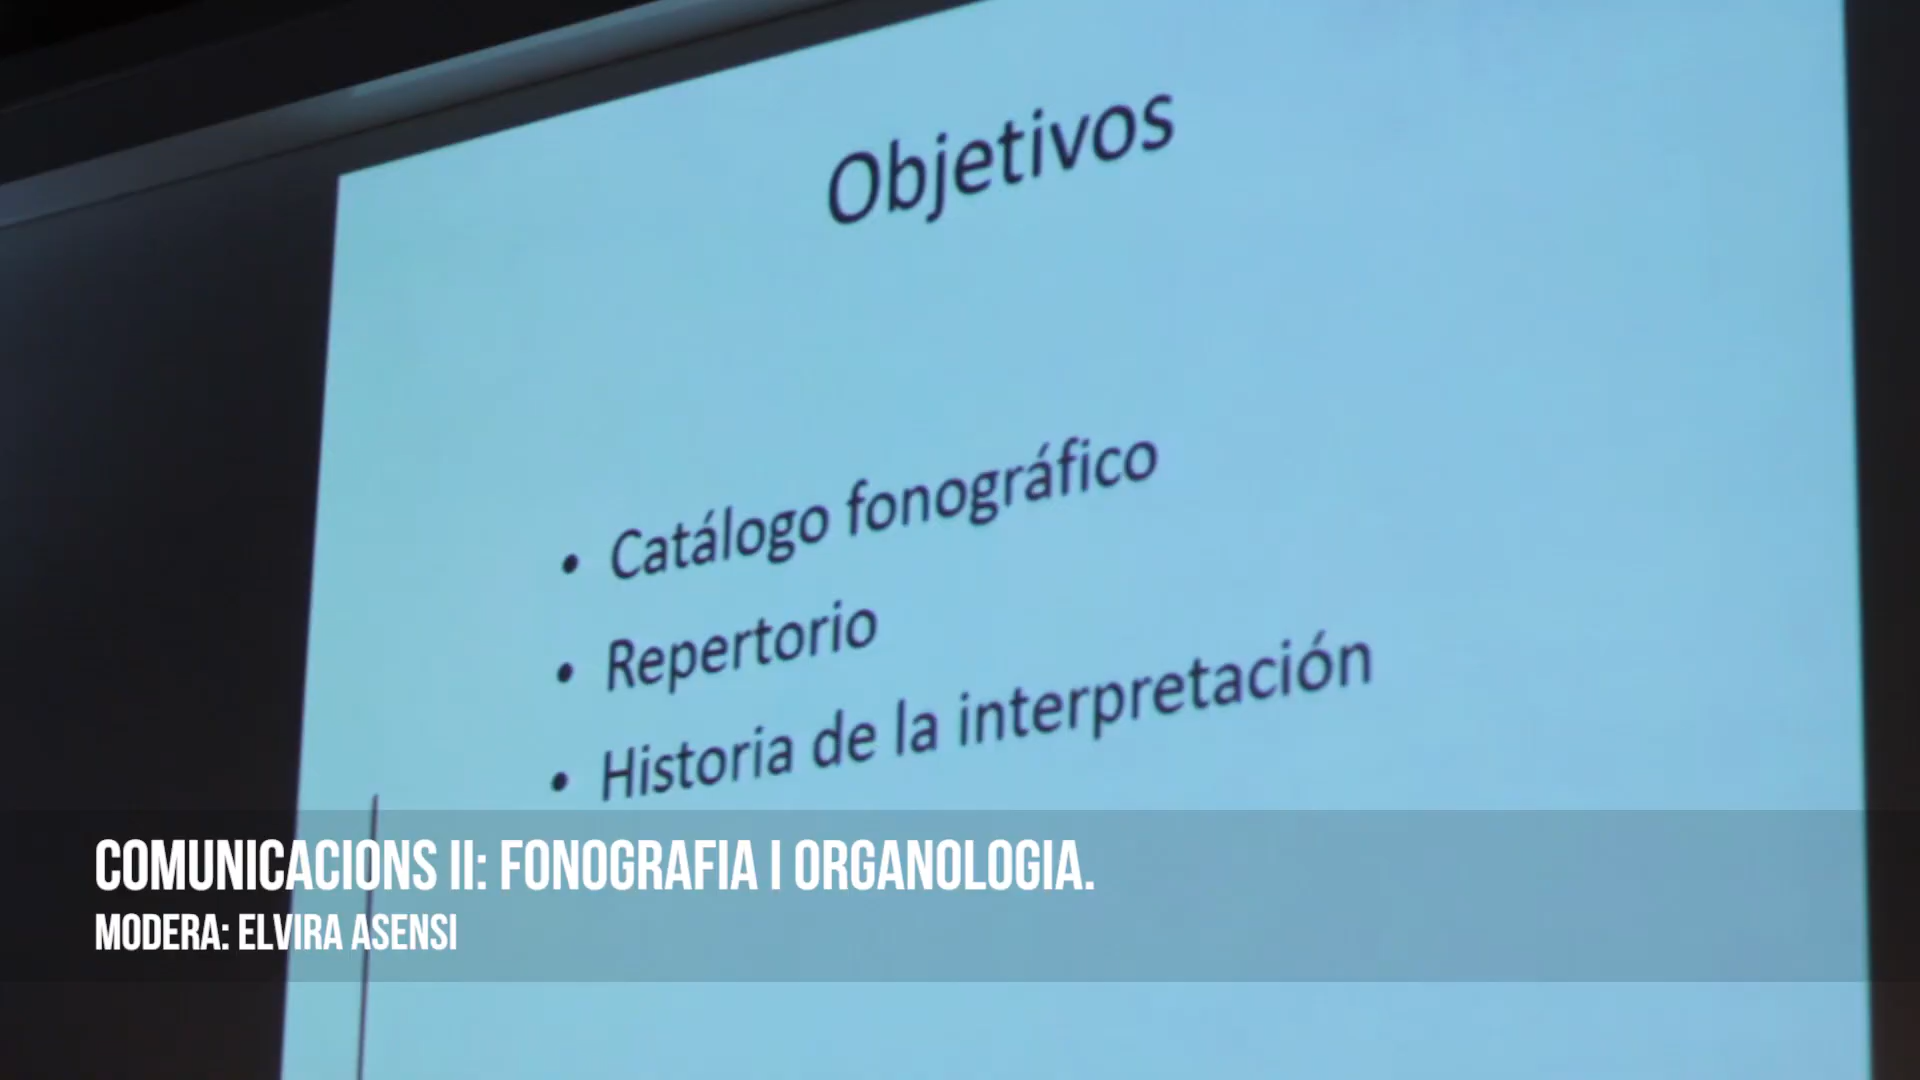 Objetivos
• Catálogo fonográfico
• Repertorio
• Historia de la interpretación
COMUNICACIONS II: FONOGRAFIA I ORGANOLOGIA.
MODERA: ELVIRA ASENSI